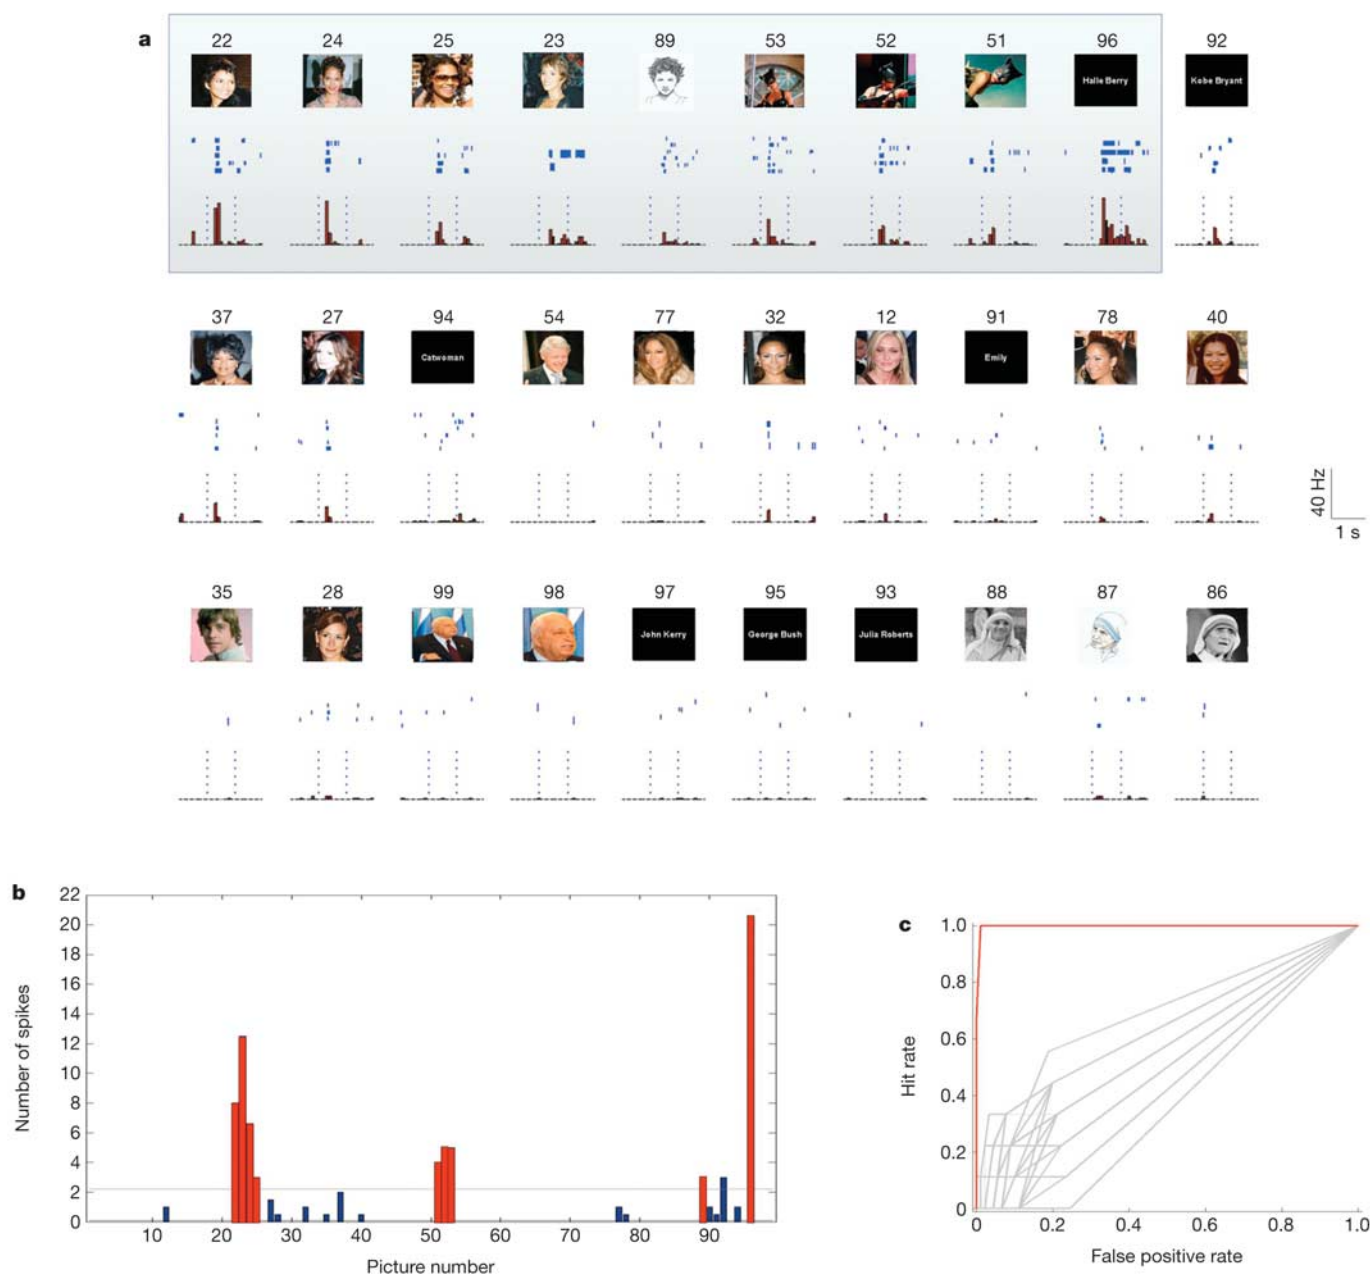 a
22 24 25 23 89 53 52 51 96 92
Halle Berry Kobe Bryant
37 27 94 54 77 32 12 91 78 40
Catwoman Emily
40 Hz
1 s
35 28 99 98 97 95 93 88 87 86
John Kerry George Bush Julia Roberts
b
22
20
18
16
14
12
10
8
6
4
2
0
Number of spikes
10 20 30 40 50 60 70 80 90
Picture number
c
1.0
0.8
0.6
0.4
0.2
0
Hit rate
0 0.2 0.4 0.6 0.8 1.0
False positive rate